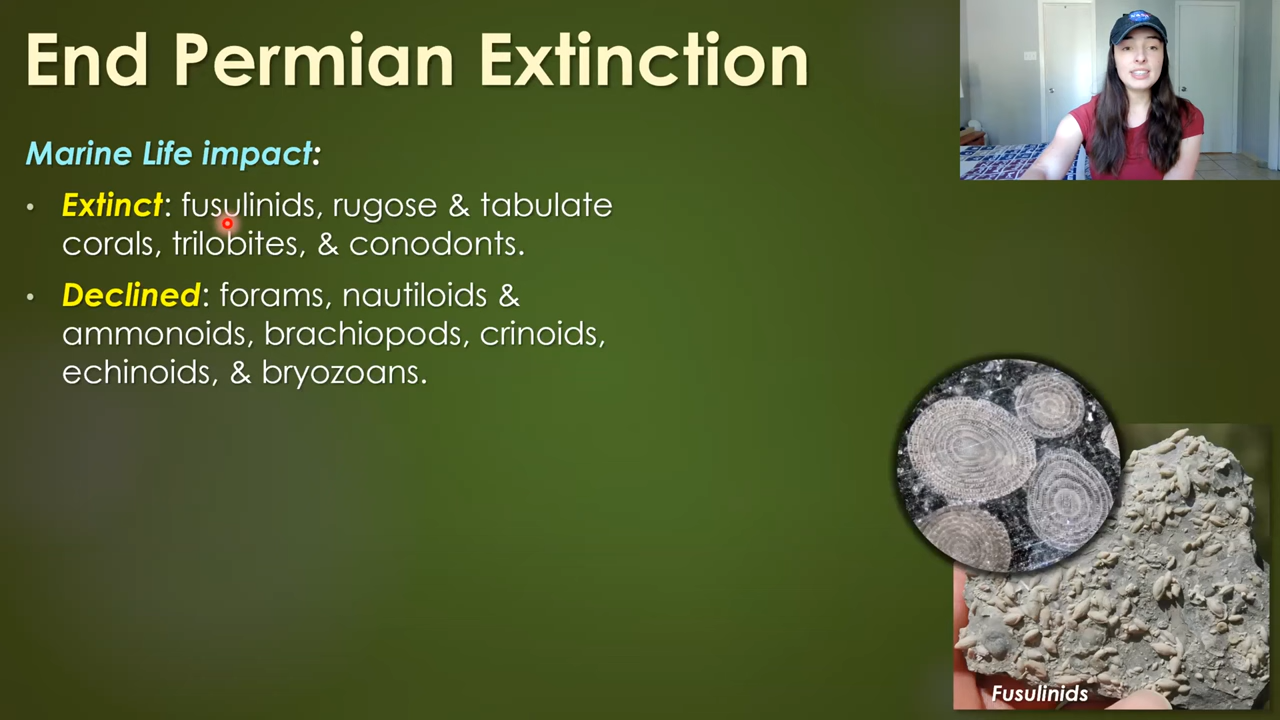 End Permian Extinction
Marine Life impact:
• Extinct: fusulinids, rugose & tabulate
corals, trilobites, & conodonts.
• Declined: forams, nautiloids &
ammonoids, brachiopods, crinoids,
echinoids, & bryozoans.
Fusulinids